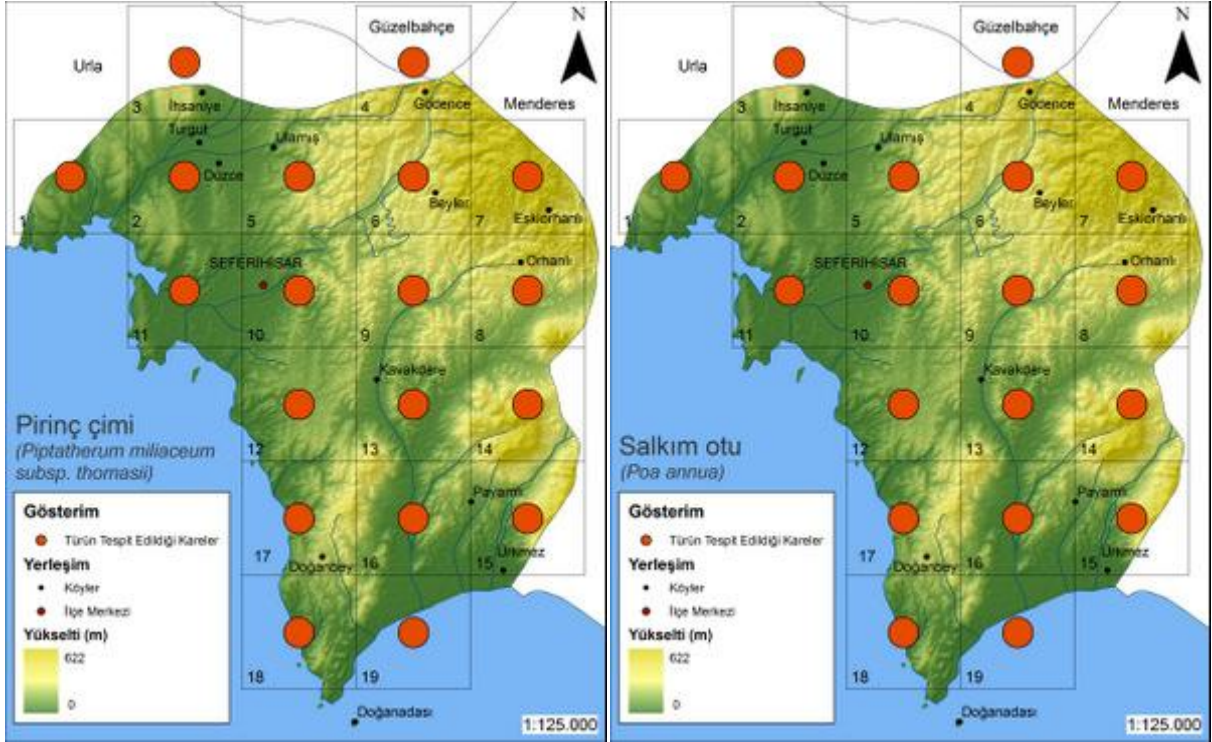 Güzelbahçe
N
Urla
İhsaniye
3
4
Gödence
Menderes
Turgut
Ulamış
Düzce
Beyler
1
2
5
6
7
Eskiorhanlı
SEFERİHİSAR
Orhanlı
11
10
9
8
Kavakdere
Pirinç çimi
(Piptatherum miliaceum
subsp. thomasii)
12
13
14
Payamlı
Gösterim
Türün Tespit Edildiği Kareler
Yerleşim
Köyler
İlçe Merkezi
Yükselti (m)
622
0
17
Doğanbey
16
15
Ürkmez
18
19
Doğanadası
1:125.000
Güzelbahçe
N
Urla
İhsaniye
3
4
Gödence
Menderes
Turgut
Ulamış
Düzce
Beyler
1
2
5
6
7
Eskiorhanlı
SEFERİHİSAR
Orhanlı
11
10
9
8
Kavakdere
Salkım otu
(Poa annua)
12
13
14
Payamlı
Gösterim
Türün Tespit Edildiği Kareler
Yerleşim
Köyler
İlçe Merkezi
Yükselti (m)
622
0
17
Doğanbey
16
15
Ürkmez
18
19
Doğanadası
1:125.000